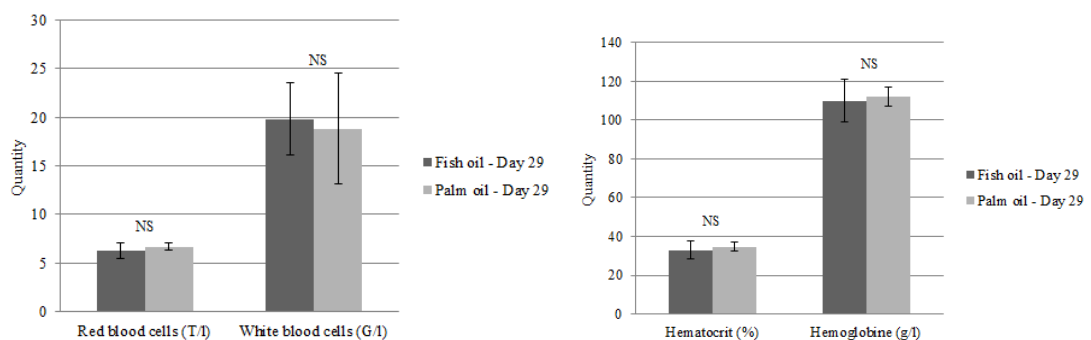 30
25
20
15
10
5
0
Quantity
NS
NS
Red blood cells (T/l)
White blood cells (G/l)
Fish oil - Day 29
Palm oil - Day 29
140
120
100
80
60
40
20
0
Quantity
NS
NS
Hematocrit (%)
Hemoglobine (g/l)
Fish oil - Day 29
Palm oil - Day 29